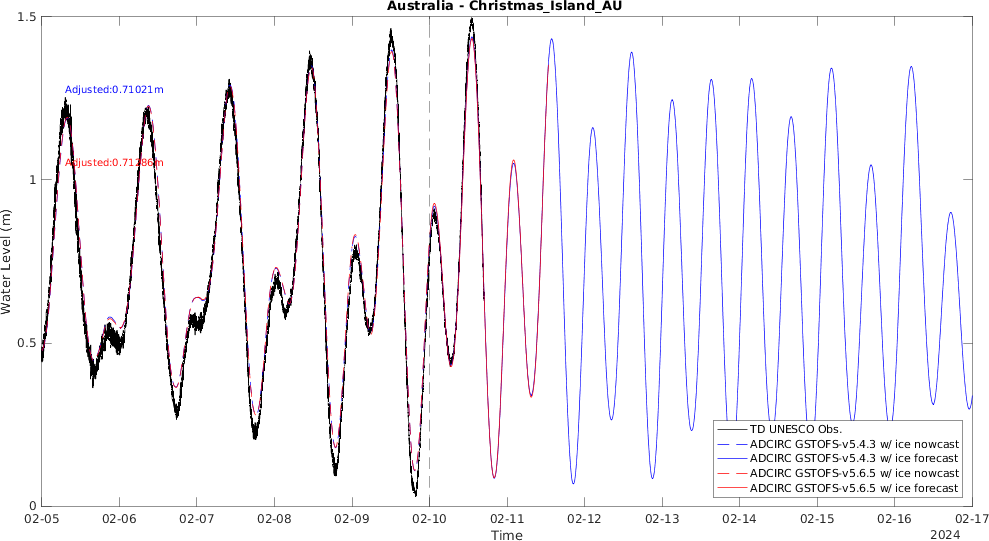 Australia - Christmas_Island_AU
Water Level (m)
1.5
1
0.5
0
Adjusted:0.71021m
Adjusted:0.71286m
TD UNESCO Obs.
ADCIRC GSTOFS-v5.4.3 w/ ice nowcast
ADCIRC GSTOFS-v5.4.3 w/ ice forecast
ADCIRC GSTOFS-v5.6.5 w/ ice nowcast
ADCIRC GSTOFS-v5.6.5 w/ ice forecast
02-05 02-06 02-07 02-08 02-09 02-10 02-11 02-12 02-13 02-14 02-15 02-16 02-17
Time
2024